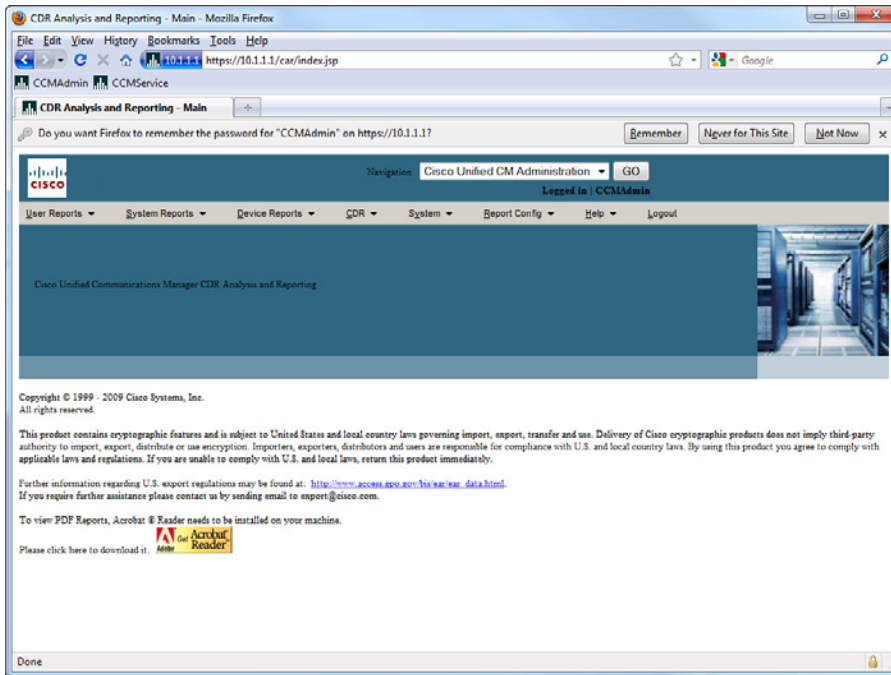 CDR Analysis and Reporting - Main - Mozilla Firefox
File Edit View History Bookmarks Tools Help
10.1.1.1 https://10.1.1.1/car/index.jsp
Google
CCMAdmin CCMService
CDR Analysis and Reporting - Main
Do you want Firefox to remember the password for "CCMAdmin" on https://10.1.1.1?
Remember Never for This Site Not Now
CISCO
Navigation Cisco Unified CM Administration GO
Logged in | CCMAdmin
User Reports System Reports Device Reports CDR System Report Config Help Logout
Cisco Unified Communications Manager CDR Analysis and Reporting
Copyright © 1999 - 2009 Cisco Systems, Inc.
All rights reserved.
This product contains cryptographic features and is subject to United States and local country laws governing import, export, transfer and use. Delivery of Cisco cryptographic products does not imply third-party
authority to import, export, distribute or use encryption. Importers, exporters, distributors and users are responsible for compliance with U.S. and local country laws. By using this product you agree to comply with
applicable laws and regulations. If you are unable to comply with U.S. and local laws, return this product immediately.
Further information regarding U.S. export regulations may be found at: http://www.access.gpo.gov/bis/ear/ear_data.html.
If you require further assistance please contact us by sending email to export@cisco.com.
To view PDF Reports, Acrobat ® Reader needs to be installed on your machine.
Please click here to download it. Adobe Get Acrobat Reader
Done